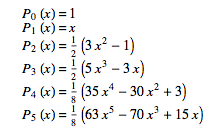 P₀ (x) = 1
P₁ (x) = x
P₂ (x) = 1/2 (3 x² − 1)
P₃ (x) = 1/2 (5 x³ − 3 x)
P₄ (x) = 1/8 (35 x⁴ − 30 x² + 3)
P₅ (x) = 1/8 (63 x⁵ − 70 x³ + 15 x)